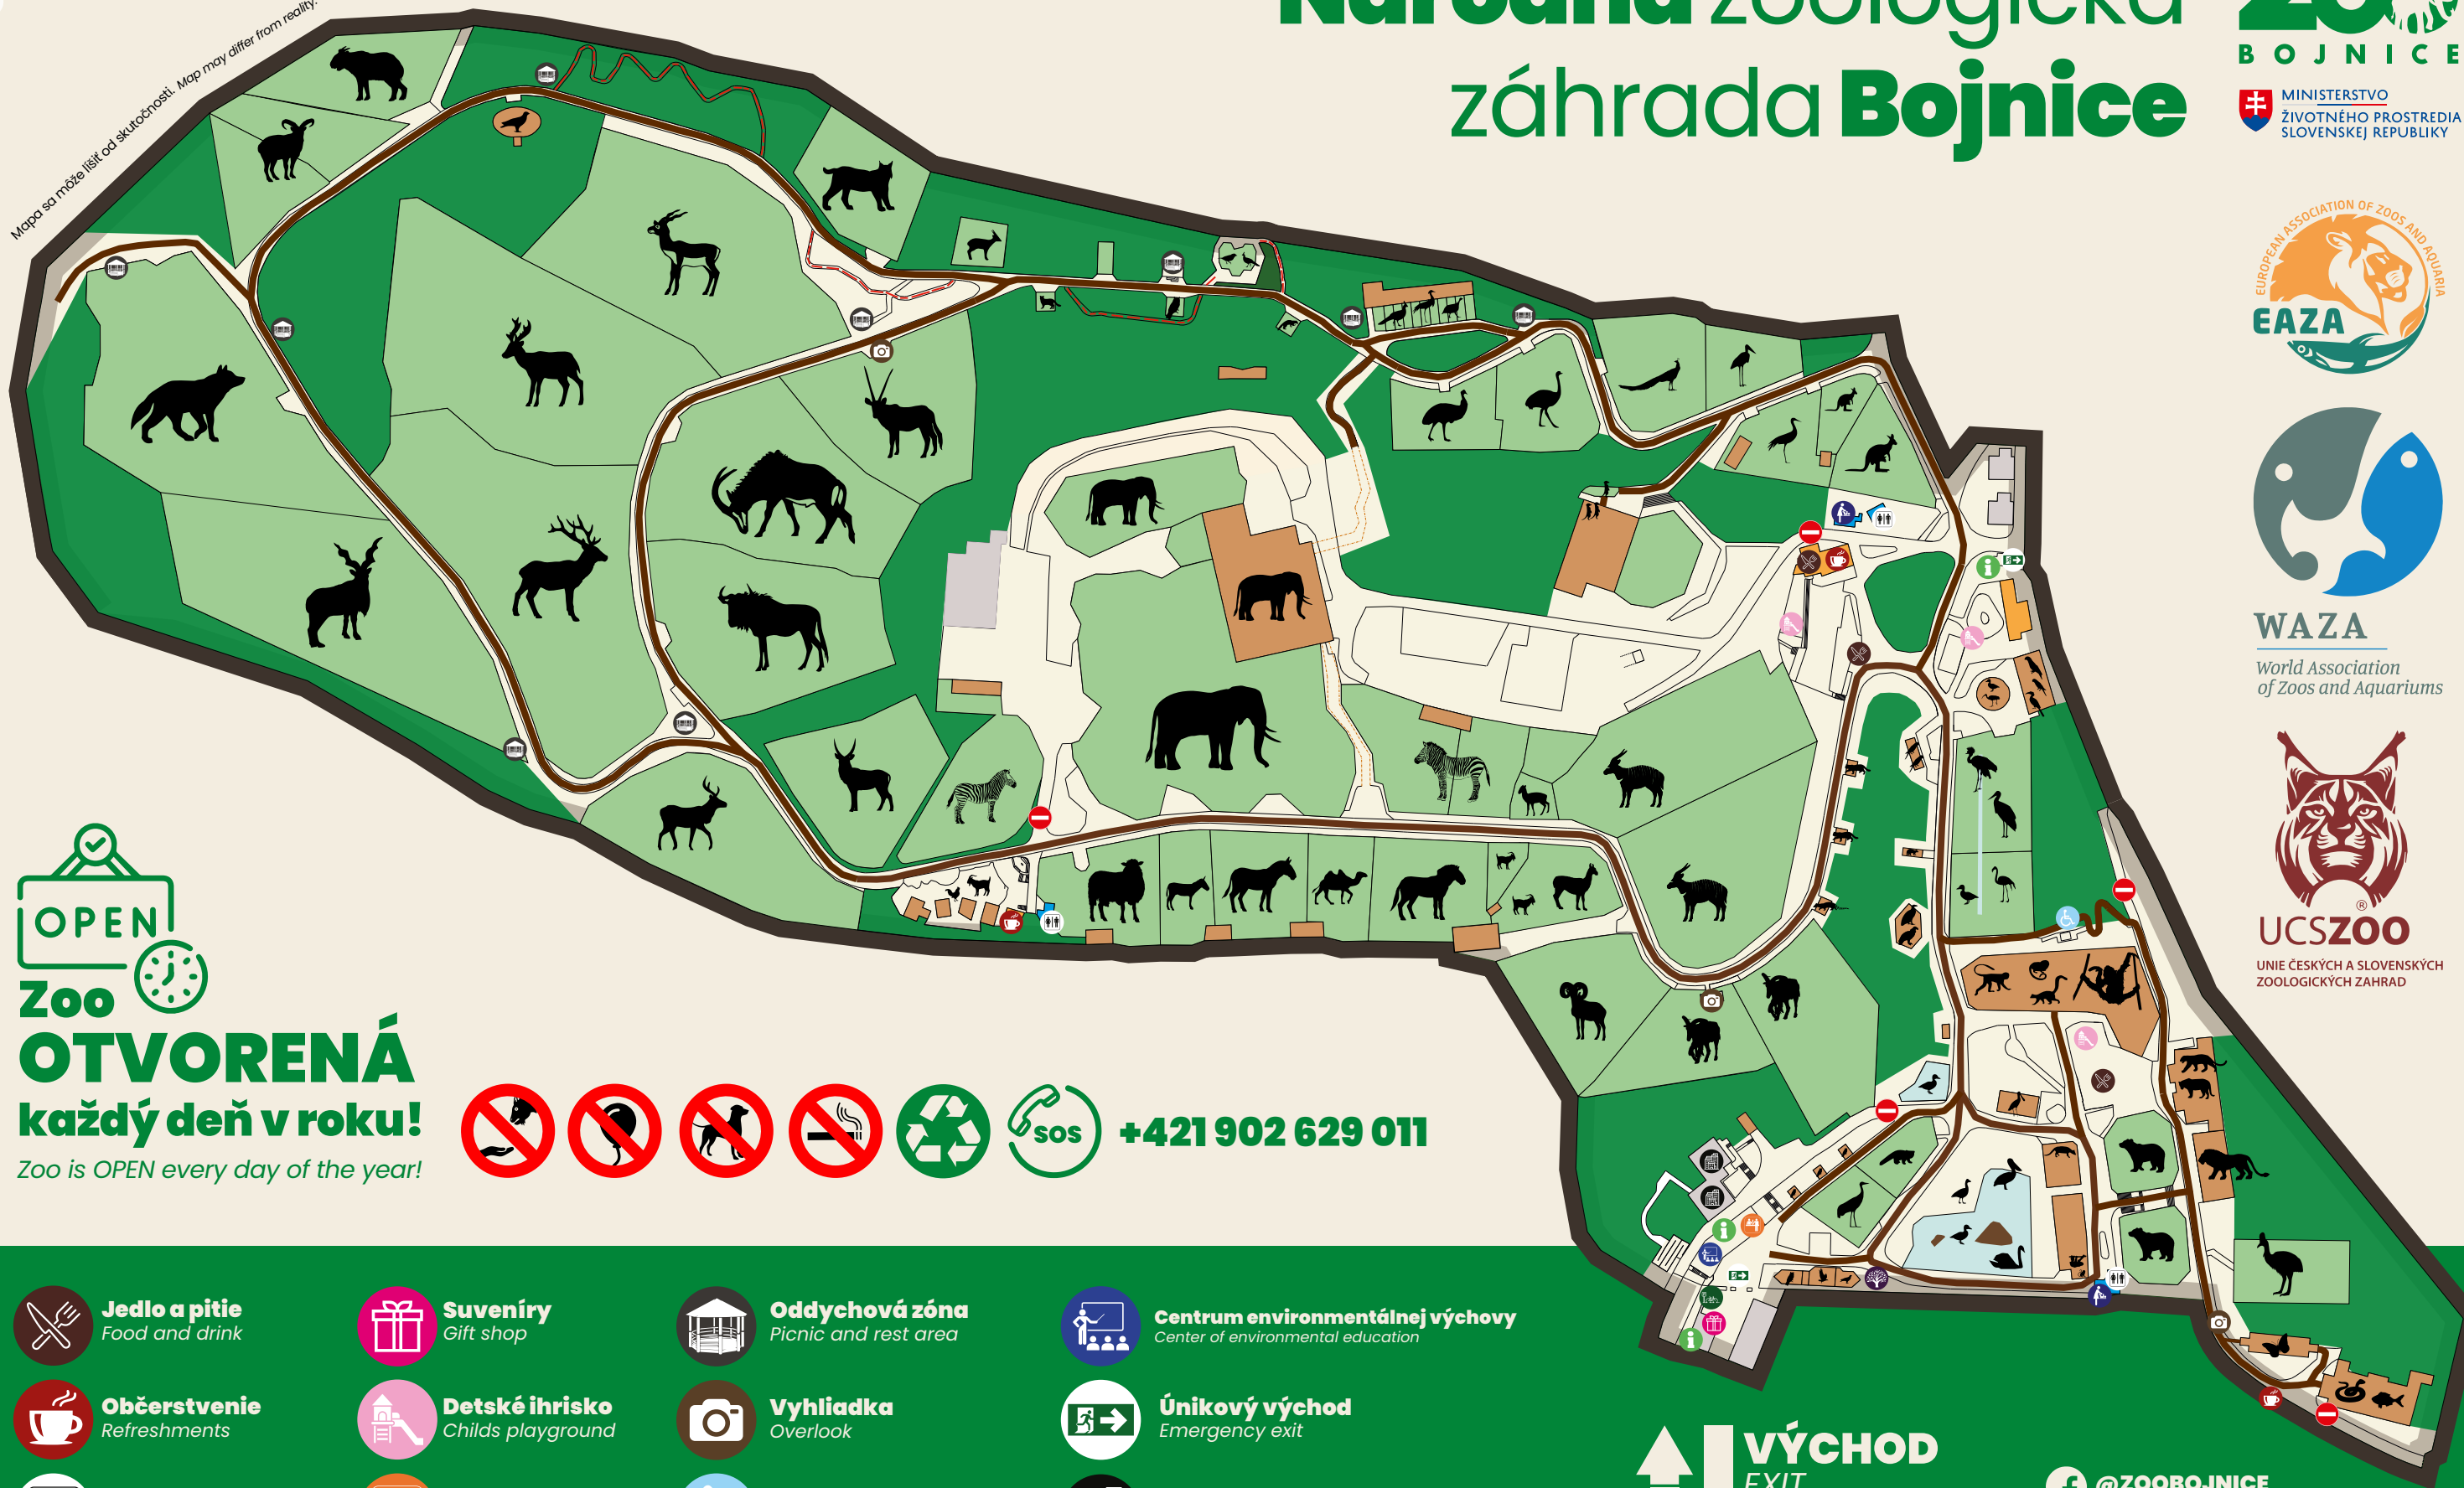 Národná zoologická
záhrada Bojnice
ZOO
BOJNICE
MINISTERSTVO
ŽIVOTNÉHO PROSTREDIA
SLOVENSKEJ REPUBLIKY
Mapa sa môže líšiť od skutočnosti. Map may differ from reality.
EUROPEAN ASSOCIATION OF ZOOS AND AQUARIA
EAZA
WAZA
World Association
of Zoos and Aquariums
®
UCSZOO
UNIE ČESKÝCH A SLOVENSKÝCH
ZOOLOGICKÝCH ZAHRAD
OPEN
Zoo
OTVORENÁ
každý deň v roku!
Zoo is OPEN every day of the year!
SOS
+421 902 629 011
Jedlo a pitie
Food and drink
Suveníry
Gift shop
Oddychová zóna
Picnic and rest area
Centrum environmentálnej výchovy
Center of environmental education
Občerstvenie
Refreshments
Detské ihrisko
Childs playground
Vyhliadka
Overlook
Únikový východ
Emergency exit
VÝCHOD
EXIT
@ZOOBOJNICE